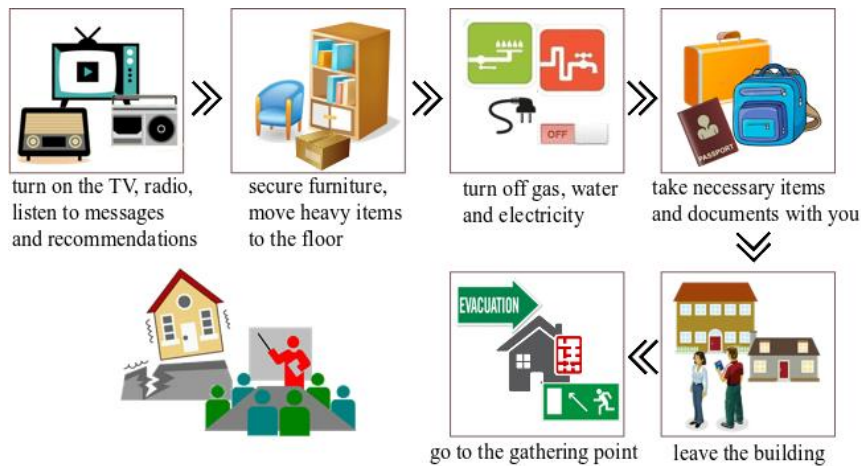 turn on the TV, radio,
listen to messages
and recommendations
secure furniture,
move heavy items
to the floor
OFF
turn off gas, water
and electricity
PASSPORT
take necessary items
and documents with you
leave the building
EVACUATION
go to the gathering point